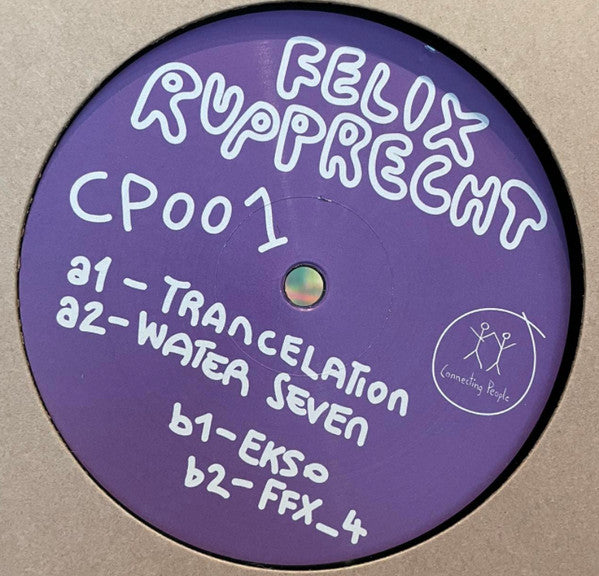 FELIX
RUPPRECHT
CP001
a1 - TRANCELATION
a2 - WATER SEVEN
b1 - EKSO
b2 - FFX_4
Connecting People